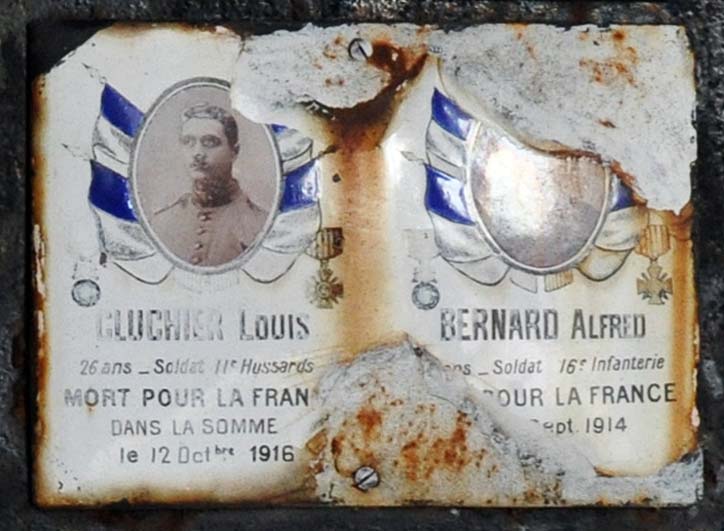 CLUCHIER LOUIS
26 ans _ Soldat 11e Hussards
MORT POUR LA FRAN
DANS LA SOMME
le 12 Octbre 1916
BERNARD ALFRED
ans _ Soldat 16e Infanterie
POUR LA FRANCE
Sept. 1914